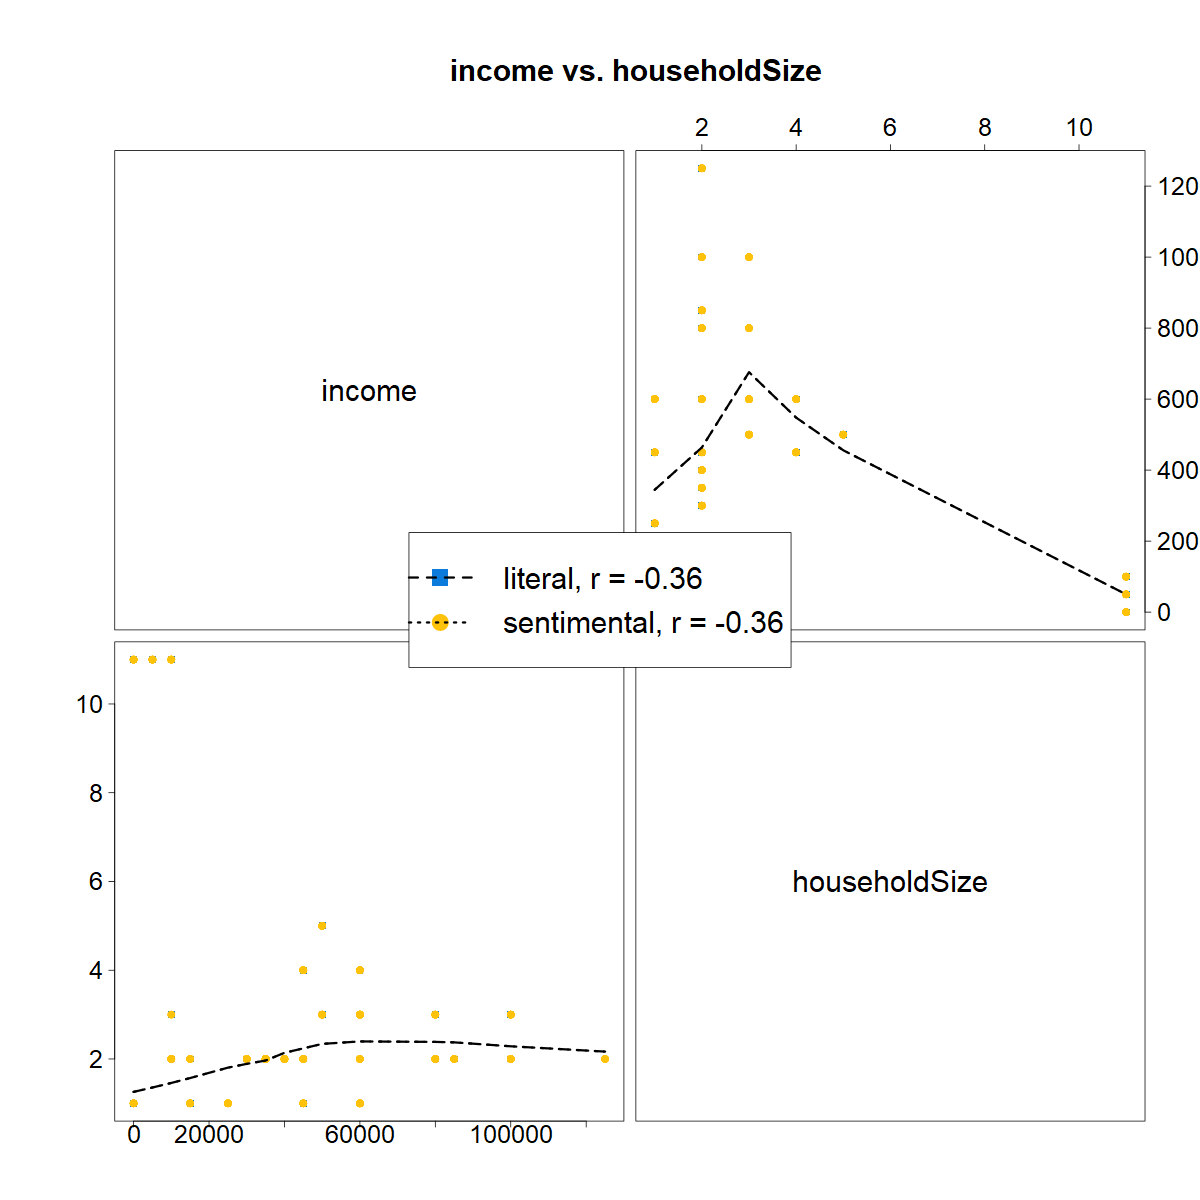 income vs. householdSize
2 4 6 8 10
120
100
800
income
600
400
200
0
literal, r = -0.36
sentimental, r = -0.36
10
8
6
householdSize
4
2
0 20000 60000 100000